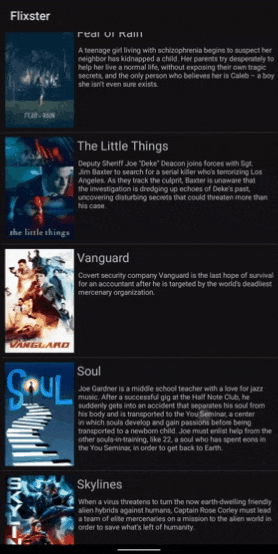 Flixster
Fear of Rain
A teenage girl living with schizophrenia begins to suspect her
neighbor has kidnapped a child. Her parents try desperately to
help her live a normal life, without exposing their own tragic
secrets, and the only person who believes her is Caleb – a boy
she isn't even sure exists.
FEAR OF RAIN
The Little Things
Deputy Sheriff Joe "Deke" Deacon joins forces with Sgt.
Jim Baxter to search for a serial killer who's terrorizing Los
Angeles. As they track the culprit, Baxter is unaware that
the investigation is dredging up echoes of Deke's past,
uncovering disturbing secrets that could threaten more than
his case.
the little things
Vanguard
Covert security company Vanguard is the last hope of survival
for an accountant after he is targeted by the world's deadliest
mercenary organization.
VANGUARD
Soul
Joe Gardner is a middle school teacher with a love for jazz
music. After a successful gig at the Half Note Club, he
suddenly gets into an accident that separates his soul from
his body and is transported to the You Seminar, a center
in which souls develop and gain passions before being
transported to a newborn child. Joe must enlist help from the
other souls-in-training, like 22, a soul who has spent eons in
the You Seminar, in order to get back to Earth.
SOUL
Skylines
When a virus threatens to turn the now earth-dwelling friendly
alien hybrids against humans, Captain Rose Corley must lead
a team of elite mercenaries on a mission to the alien world in
order to save what's left of humanity.
SKY